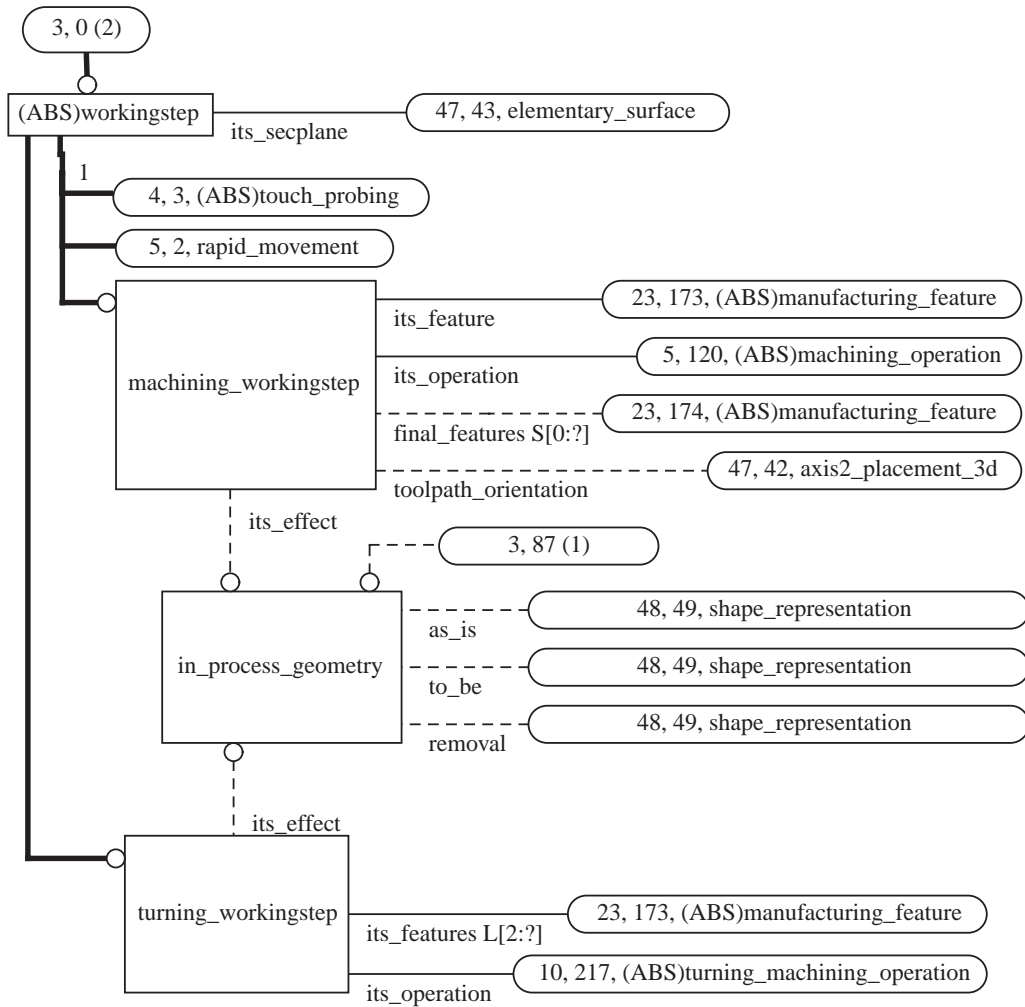 3, 0 (2)
(ABS)workingstep
47, 43, elementary_surface
its_secplane
1
4, 3, (ABS)touch_probing
5, 2, rapid_movement
23, 173, (ABS)manufacturing_feature
its_feature
5, 120, (ABS)machining_operation
its_operation
machining_workingstep
23, 174, (ABS)manufacturing_feature
final_features S[0:?]
47, 42, axis2_placement_3d
toolpath_orientation
its_effect
3, 87 (1)
48, 49, shape_representation
as_is
in_process_geometry
48, 49, shape_representation
to_be
48, 49, shape_representation
removal
its_effect
turning_workingstep
23, 173, (ABS)manufacturing_feature
its_features L[2:?]
10, 217, (ABS)turning_machining_operation
its_operation